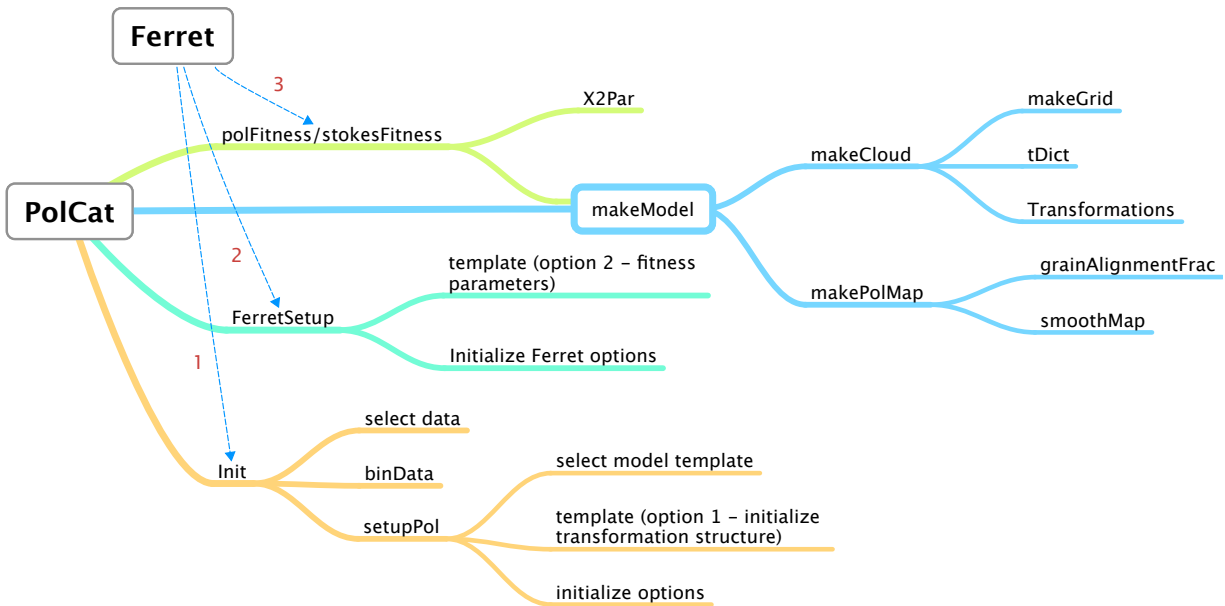 Ferret
3
X2Par
makeGrid
polFitness/stokesFitness
makeCloud
tDict
PolCat
makeModel
Transformations
2
template (option 2 – fitness
parameters)
grainAlignmentFrac
makePolMap
FerretSetup
smoothMap
1
Initialize Ferret options
select data
Init
binData
select model template
setupPol
template (option 1 – initialize
transformation structure)
initialize options